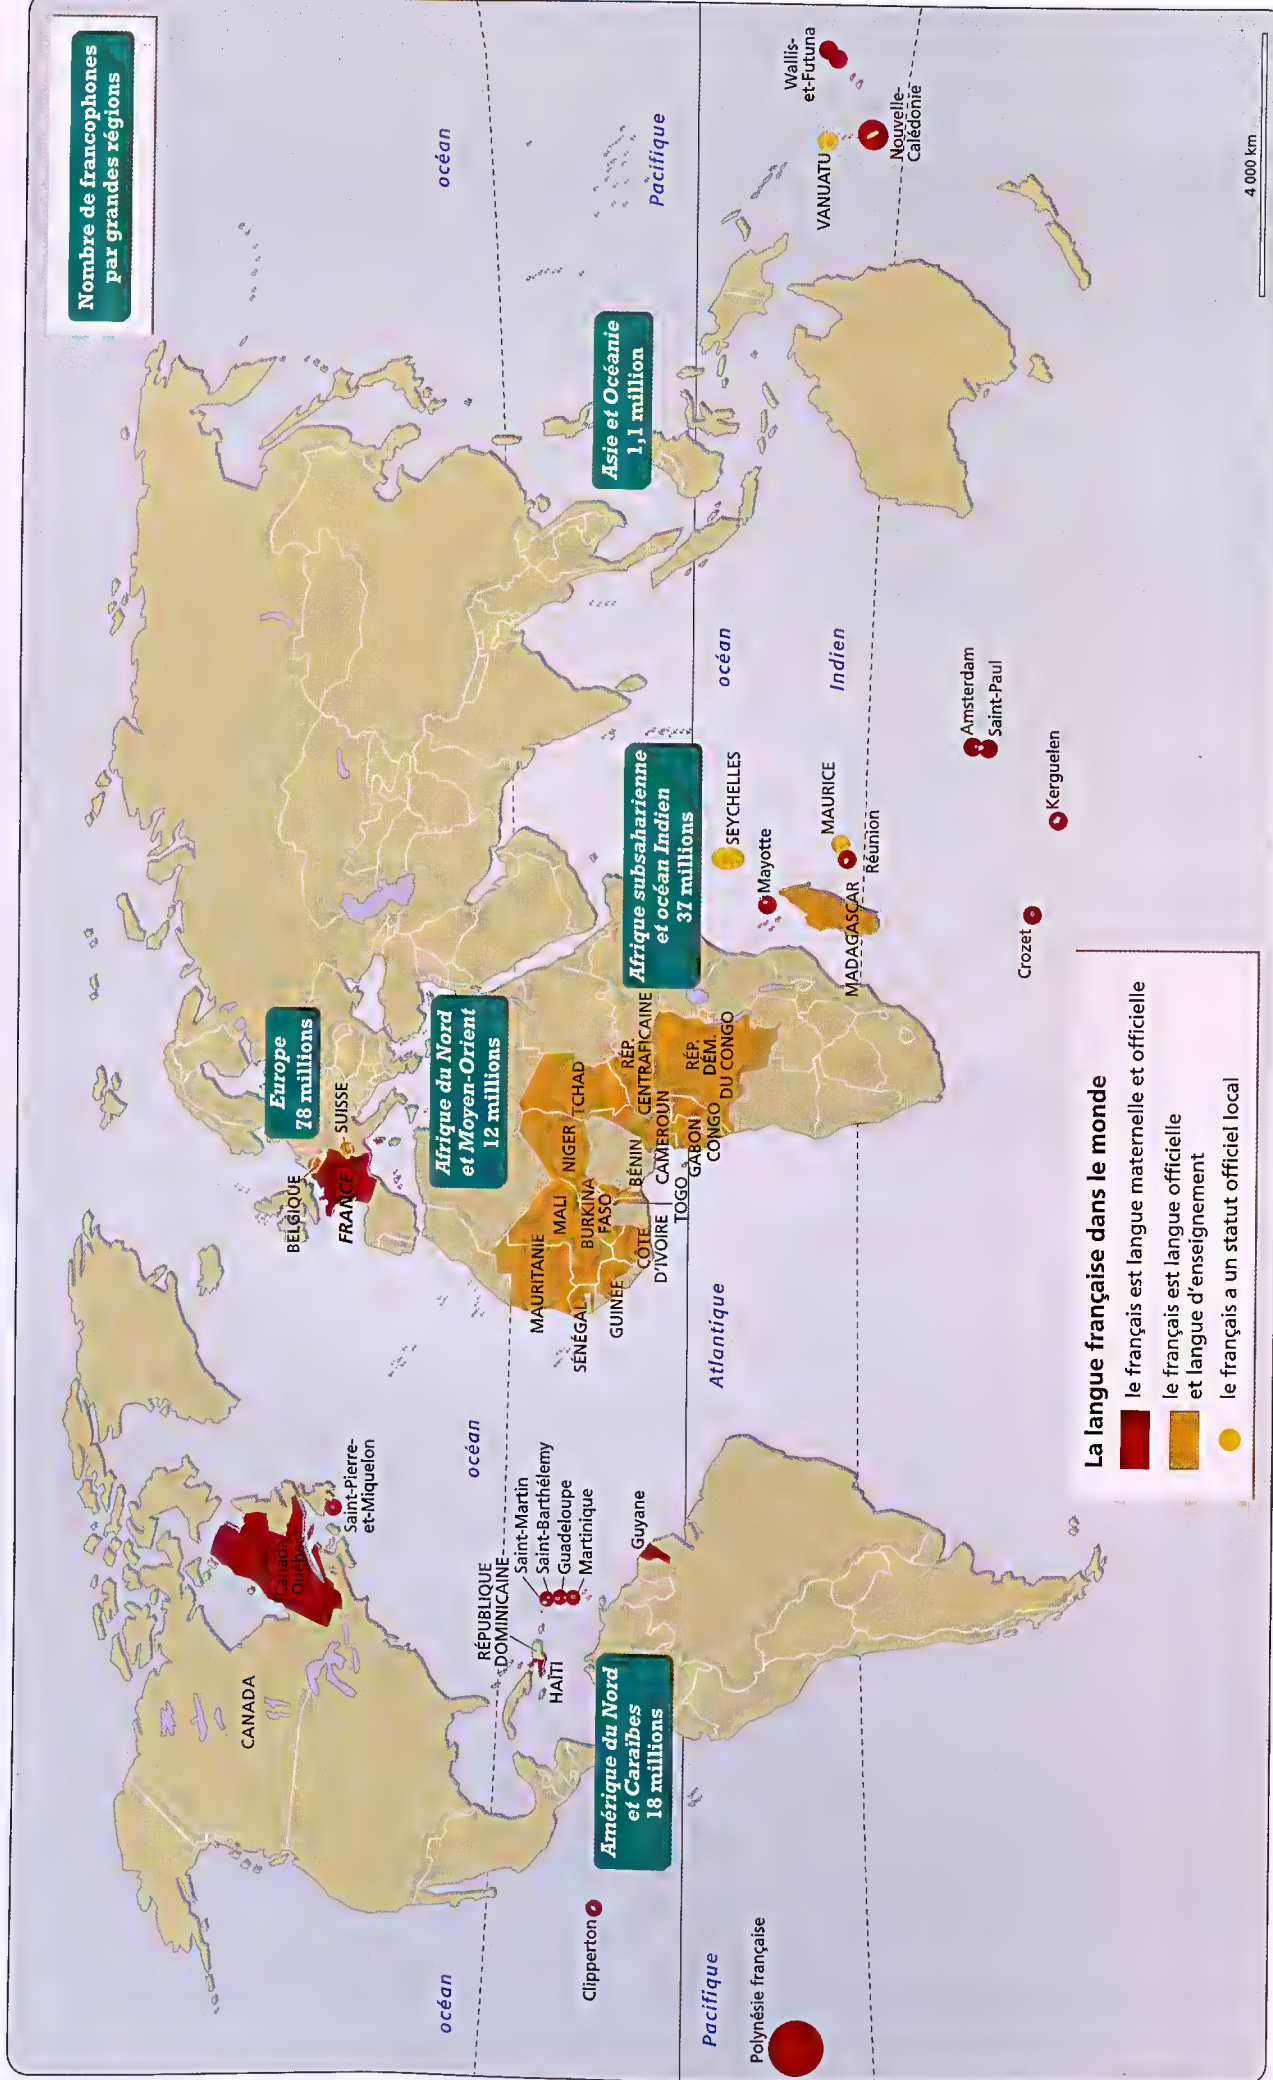 Nombre de francophones
par grandes régions
océan
Pacifique
océan
Pacifique
océan
Atlantique
océan
Indien
CANADA
Canada
Québec
Saint-Pierre-
et-Miquelon
RÉPUBLIQUE
DOMINICAINE
HAÏTI
Saint-Martin
Saint-Barthélemy
Guadeloupe
Martinique
Guyane
Clipperton
Polynésie française
Amérique du Nord
et Caraïbes
18 millions
Europe
78 millions
BELGIQUE
FRANCE
SUISSE
Afrique du Nord
et Moyen-Orient
12 millions
MAURITANIE
MALI
NIGER
TCHAD
SÉNÉGAL
BURKINA
FASO
GUINÉE
CÔTE
D'IVOIRE
TOGO
BÉNIN
CAMEROUN
RÉP.
CENTRAFICAINE
GABON
CONGO
RÉP.
DÉM.
DU CONGO
Afrique subsaharienne
et océan Indien
37 millions
SEYCHELLES
Mayotte
MADAGASCAR
MAURICE
Réunion
Crozet
Kerguelen
Amsterdam
Saint-Paul
Asie et Océanie
1,1 million
VANUATU
Wallis-
et-Futuna
Nouvelle-
Calédonie
La langue française dans le monde
le français est langue maternelle et officielle
le français est langue officielle
et langue d'enseignement
le français a un statut officiel local
4 000 km